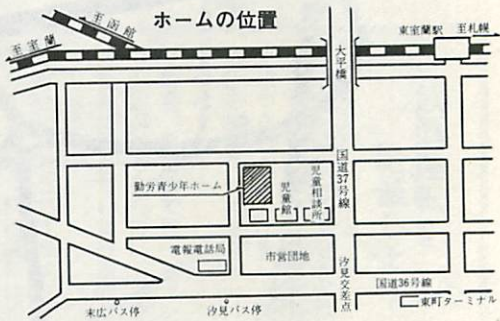 ホームの位置
至函館
至室蘭
東室蘭駅
至札幌
大平橋
国道37号線
勤労青少年ホーム
児童館
児童相談所
電報電話局
市営団地
汐見交差点
国道36号線
末広バス停
汐見バス停
東町ターミナル